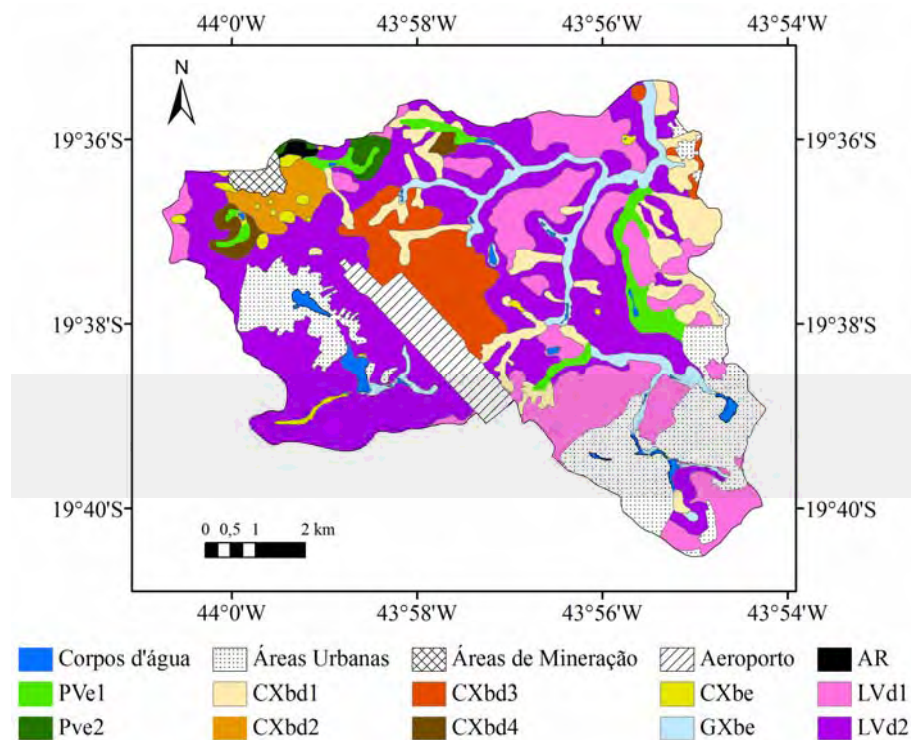 44°0'W 43°58'W 43°56'W 43°54'W
N
19°36'S 19°36'S
19°38'S 19°38'S
19°40'S 19°40'S
0 0,5 1 2 km
44°0'W 43°58'W 43°56'W 43°54'W
Corpos d'água Áreas Urbanas Áreas de Mineração Aeroporto AR
PVe1 CXbd1 CXbd3 CXbe LVd1
Pve2 CXbd2 CXbd4 GXbe LVd2